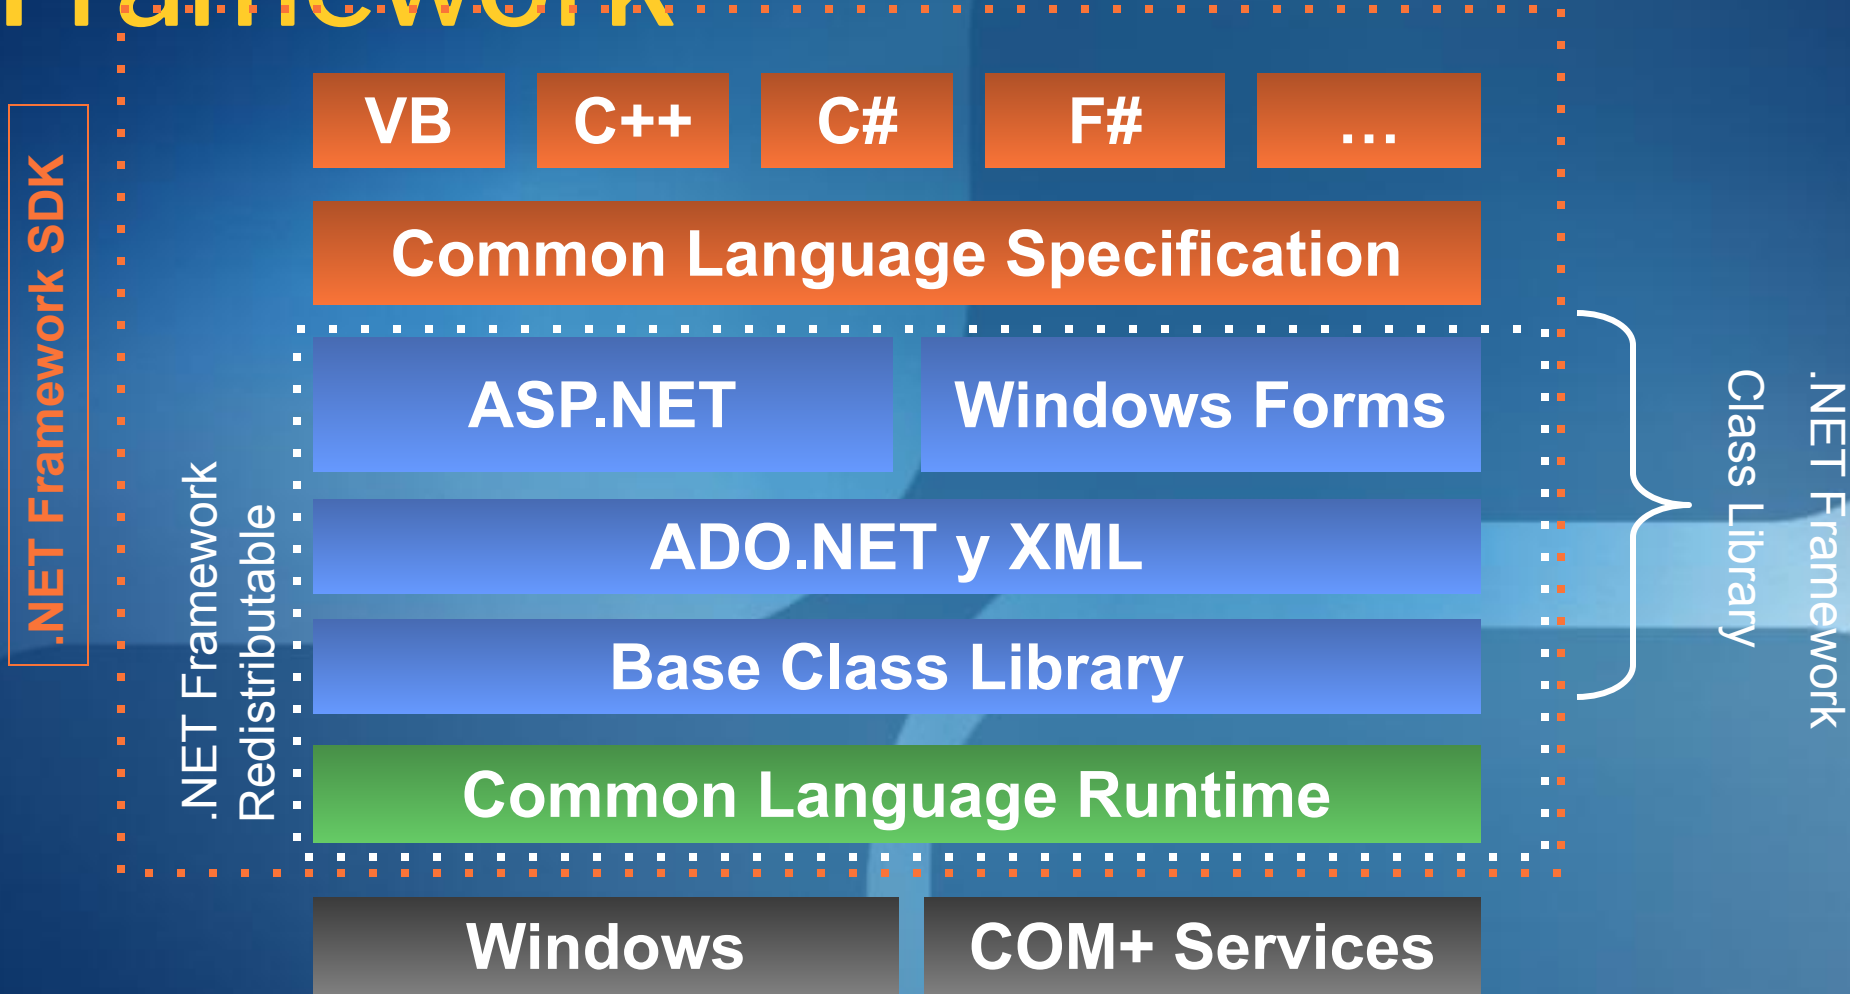 Framework
VB
C++
C#
F#
...
Common Language Specification
.NET Framework SDK
ASP.NET
Windows Forms
ADO.NET y XML
Base Class Library
Common Language Runtime
.NET Framework
Redistributable
.NET Framework
Class Library
Windows
COM+ Services